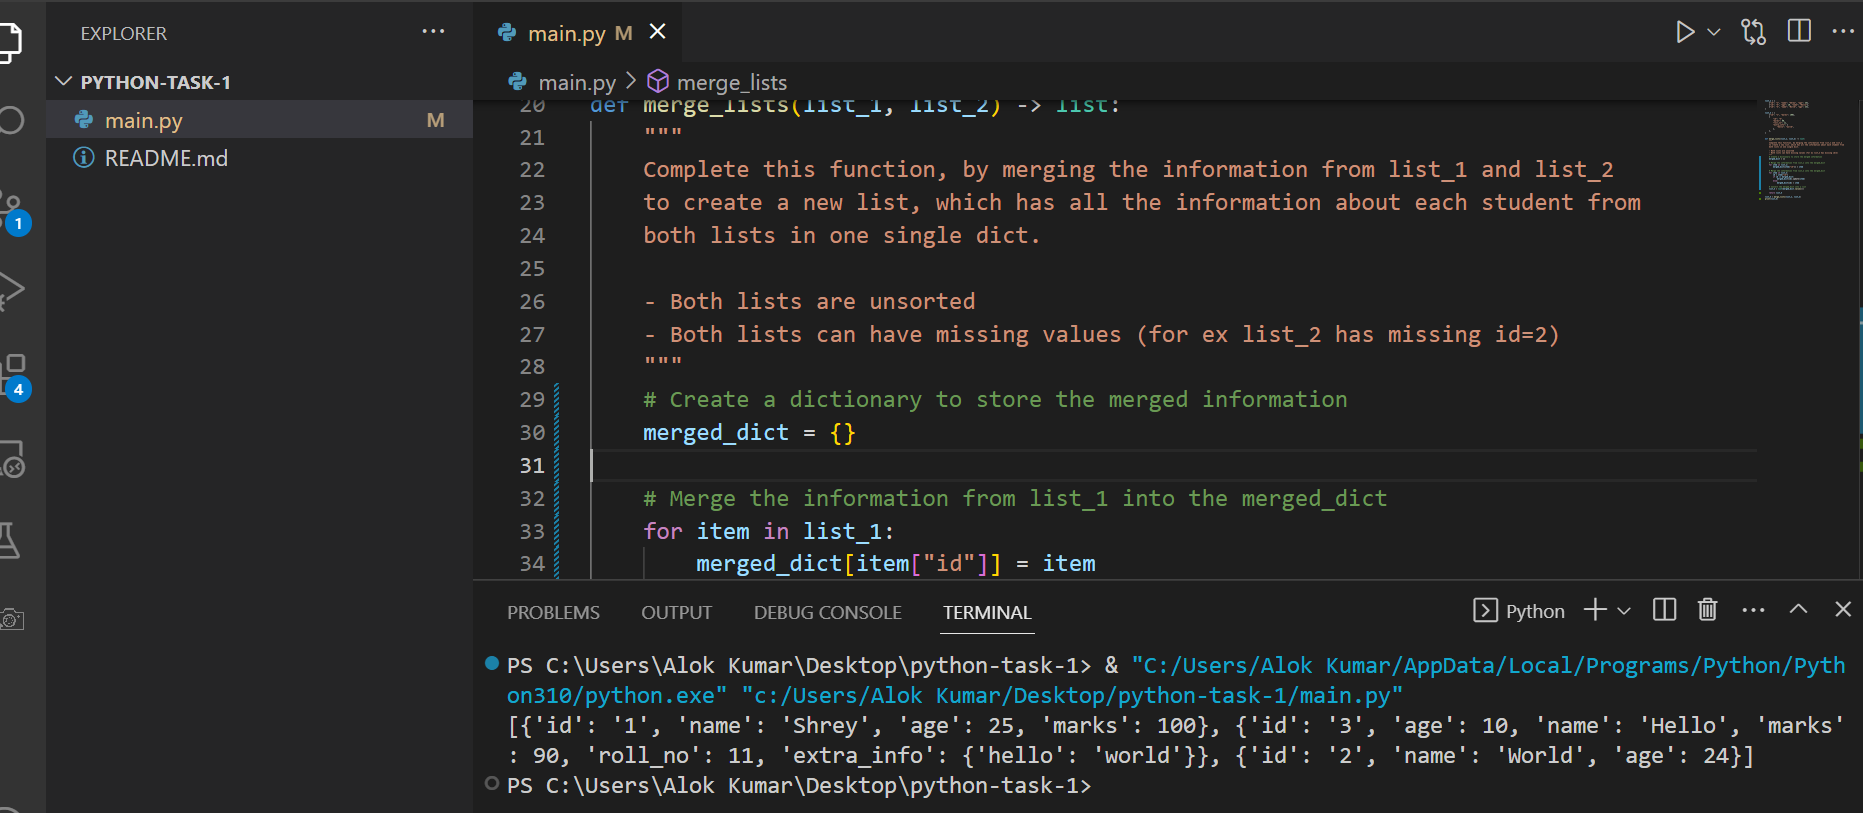 EXPLORER
···
PYTHON-TASK-1
main.py M
README.md
1
4
main.py M
main.py > merge_lists
20 def merge_lists(list_1, list_2) -> list:
21 """
22 Complete this function, by merging the information from list_1 and list_2
23 to create a new list, which has all the information about each student from
24 both lists in one single dict.
25
26 - Both lists are unsorted
27 - Both lists can have missing values (for ex list_2 has missing id=2)
28 """
29 # Create a dictionary to store the merged information
30 merged_dict = {}
31
32 # Merge the information from list_1 into the merged_dict
33 for item in list_1:
34 merged_dict[item["id"]] = item
PROBLEMS OUTPUT DEBUG CONSOLE TERMINAL Python
PS C:\Users\Alok Kumar\Desktop\python-task-1> & "C:/Users/Alok Kumar/AppData/Local/Programs/Python/Pyth
on310/python.exe" "c:/Users/Alok Kumar/Desktop/python-task-1/main.py"
[{'id': '1', 'name': 'Shrey', 'age': 25, 'marks': 100}, {'id': '3', 'age': 10, 'name': 'Hello', 'marks'
: 90, 'roll_no': 11, 'extra_info': {'hello': 'world'}}, {'id': '2', 'name': 'World', 'age': 24}]
PS C:\Users\Alok Kumar\Desktop\python-task-1>